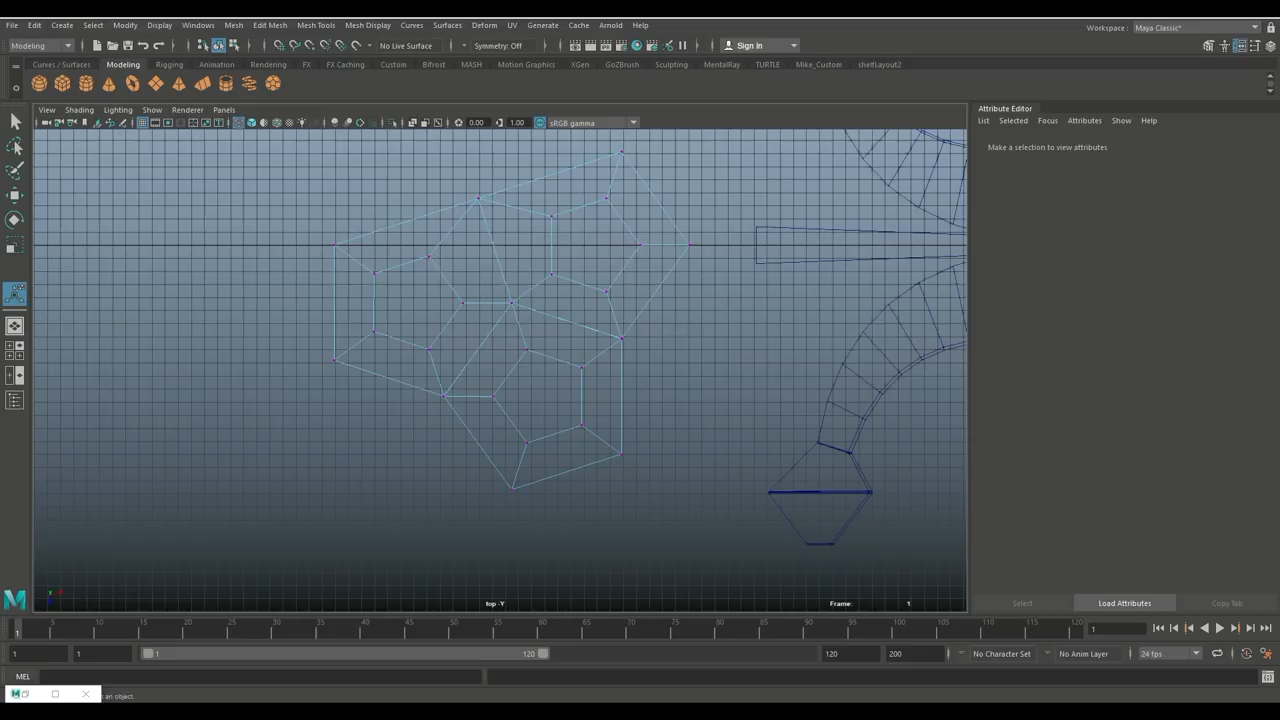 File Edit Create Select Modify Display Windows Mesh Edit Mesh Mesh Tools Mesh Display Curves Surfaces Deform UV Generate Cache Arnold Help
Workspace : Maya Classic*
Modeling No Live Surface Symmetry: Off Sign In
Curves / Surfaces Modeling Rigging Animation Rendering FX FX Caching Custom Bifrost MASH Motion Graphics XGen GoZBrush Sculpting MentalRay TURTLE Mike_Custom shelfLayout2
View Shading Lighting Show Renderer Panels
0.00 1.00 sRGB gamma
Attribute Editor
List Selected Focus Attributes Show Help
Make a selection to view attributes
top -Y Frame: 1
Select Load Attributes Copy Tab
1 5 10 15 20 25 30 35 40 45 50 55 60 65 70 75 80 85 90 95 100 105 110 115 120 1
1 1 1 120 120 200 No Character Set No Anim Layer 24 fps
MEL
t an object.